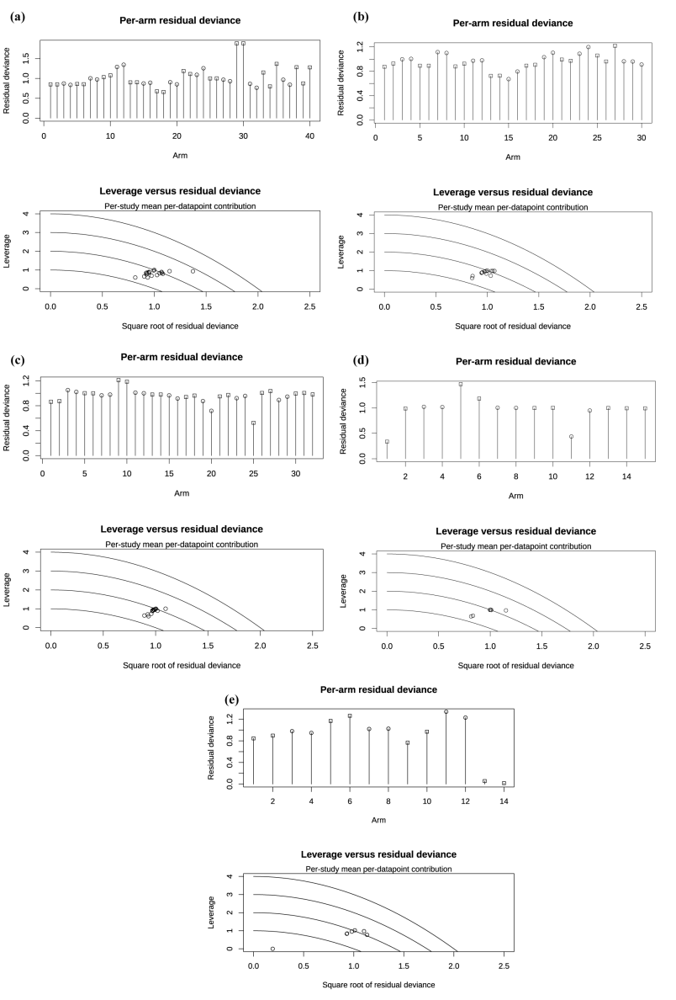 (a)
Per-arm residual deviance
Residual deviance
0.0 0.5 1.0 1.5
0 10 20 30 40
Arm
Leverage versus residual deviance
Per-study mean per-datapoint contribution
Leverage
0 1 2 3 4
0.0 0.5 1.0 1.5 2.0 2.5
Square root of residual deviance
(b)
Per-arm residual deviance
Residual deviance
0.0 0.4 0.8 1.2
0 5 10 15 20 25 30
Arm
Leverage versus residual deviance
Per-study mean per-datapoint contribution
Leverage
0 1 2 3 4
0.0 0.5 1.0 1.5 2.0 2.5
Square root of residual deviance
(c)
Per-arm residual deviance
Residual deviance
0.0 0.4 0.8 1.2
0 5 10 15 20 25 30
Arm
Leverage versus residual deviance
Per-study mean per-datapoint contribution
Leverage
0 1 2 3 4
0.0 0.5 1.0 1.5 2.0 2.5
Square root of residual deviance
(d)
Per-arm residual deviance
Residual deviance
0.0 0.5 1.0 1.5
2 4 6 8 10 12 14
Arm
Leverage versus residual deviance
Per-study mean per-datapoint contribution
Leverage
0 1 2 3 4
0.0 0.5 1.0 1.5 2.0 2.5
Square root of residual deviance
(e)
Per-arm residual deviance
Residual deviance
0.0 0.4 0.8 1.2
2 4 6 8 10 12 14
Arm
Leverage versus residual deviance
Per-study mean per-datapoint contribution
Leverage
0 1 2 3 4
0.0 0.5 1.0 1.5 2.0 2.5
Square root of residual deviance